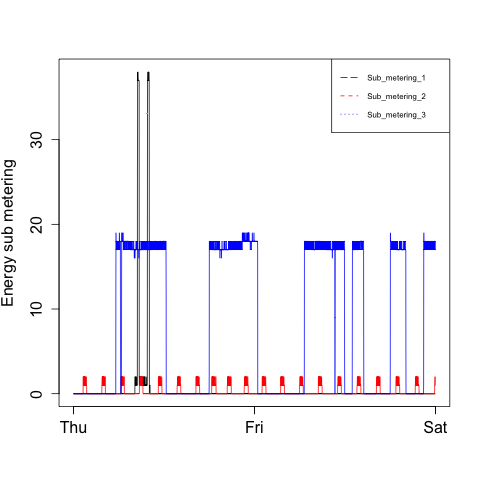 Energy sub metering
30
20
10
0
Sub_metering_1
Sub_metering_2
Sub_metering_3
Thu
Fri
Sat